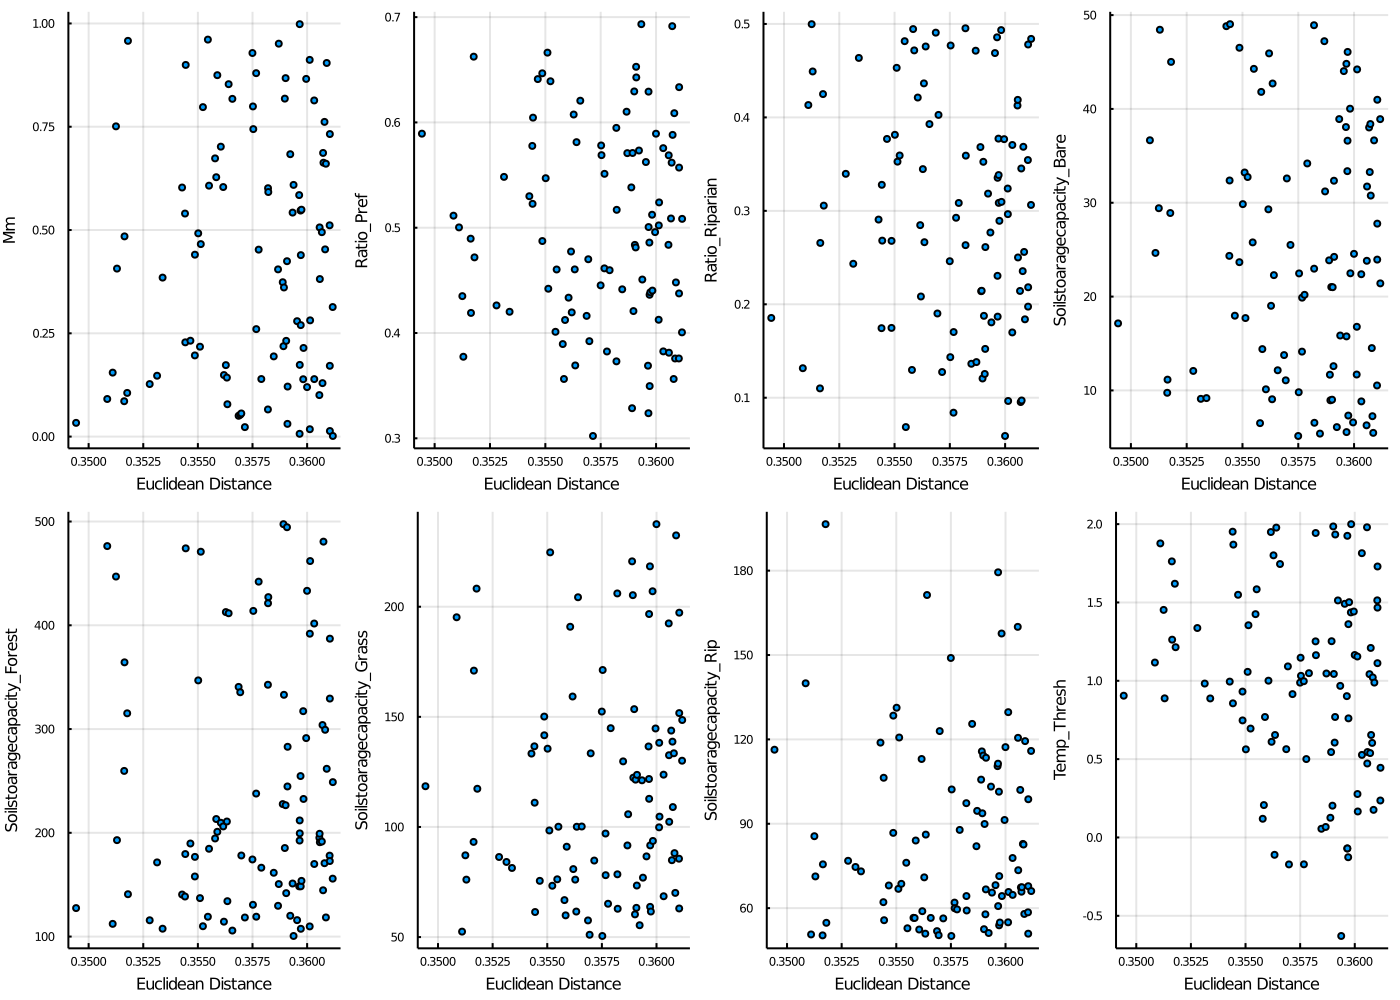 Mm
1.00
0.75
0.50
0.25
0.00
0.3500 0.3525 0.3550 0.3575 0.3600
Euclidean Distance
Ratio_Pref
0.7
0.6
0.5
0.4
0.3
0.3500 0.3525 0.3550 0.3575 0.3600
Euclidean Distance
Ratio_Riparian
0.5
0.4
0.3
0.2
0.1
0.3500 0.3525 0.3550 0.3575 0.3600
Euclidean Distance
Soilstoaragecapacity_Bare
50
40
30
20
10
0.3500 0.3525 0.3550 0.3575 0.3600
Euclidean Distance
Soilstoaragecapacity_Forest
500
400
300
200
100
0.3500 0.3525 0.3550 0.3575 0.3600
Euclidean Distance
Soilstoaragecapacity_Grass
200
150
100
50
0.3500 0.3525 0.3550 0.3575 0.3600
Euclidean Distance
Soilstoaragecapacity_Rip
180
150
120
90
60
0.3500 0.3525 0.3550 0.3575 0.3600
Euclidean Distance
Temp_Thresh
2.0
1.5
1.0
0.5
0.0
-0.5
0.3500 0.3525 0.3550 0.3575 0.3600
Euclidean Distance